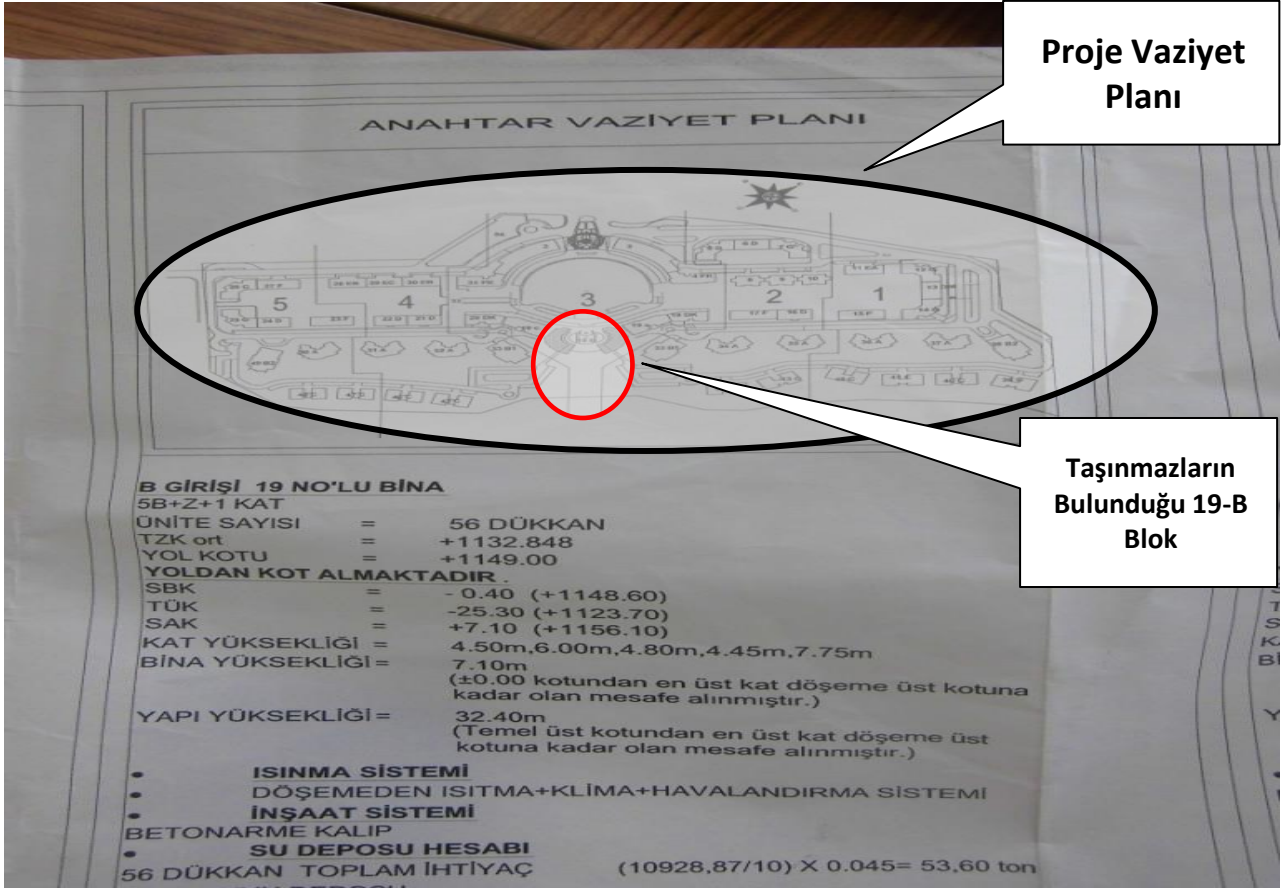 Proje Vaziyet
Planı
ANAHTAR VAZİYET PLANI
5
4
3
2
1
Taşınmazların
Bulunduğu 19-B
Blok
B GİRİŞİ 19 NO'LU BİNA
5B+Z+1 KAT
ÜNİTE SAYISI = 56 DÜKKAN
TZK ort = +1132.848
YOL KOTU = +1149.00
YOLDAN KOT ALMAKTADIR .
SBK = - 0.40 (+1148.60)
TÜK = -25.30 (+1123.70)
SAK = +7.10 (+1156.10)
KAT YÜKSEKLİĞİ = 4.50m,6.00m,4.80m,4.45m,7.75m
BİNA YÜKSEKLİĞİ= 7.10m
(±0.00 kotundan en üst kat döşeme üst kotuna
kadar olan mesafe alınmıştır.)
YAPI YÜKSEKLİĞİ= 32.40m
(Temel üst kotundan en üst kat döşeme üst
kotuna kadar olan mesafe alınmıştır.)
• ISINMA SİSTEMİ
• DÖŞEMEDEN ISITMA+KLİMA+HAVALANDIRMA SİSTEMİ
• İNŞAAT SİSTEMİ
BETONARME KALIP
• SU DEPOSU HESABI
56 DÜKKAN TOPLAM İHTİYAÇ (10928,87/10) X 0.045= 53,60 ton